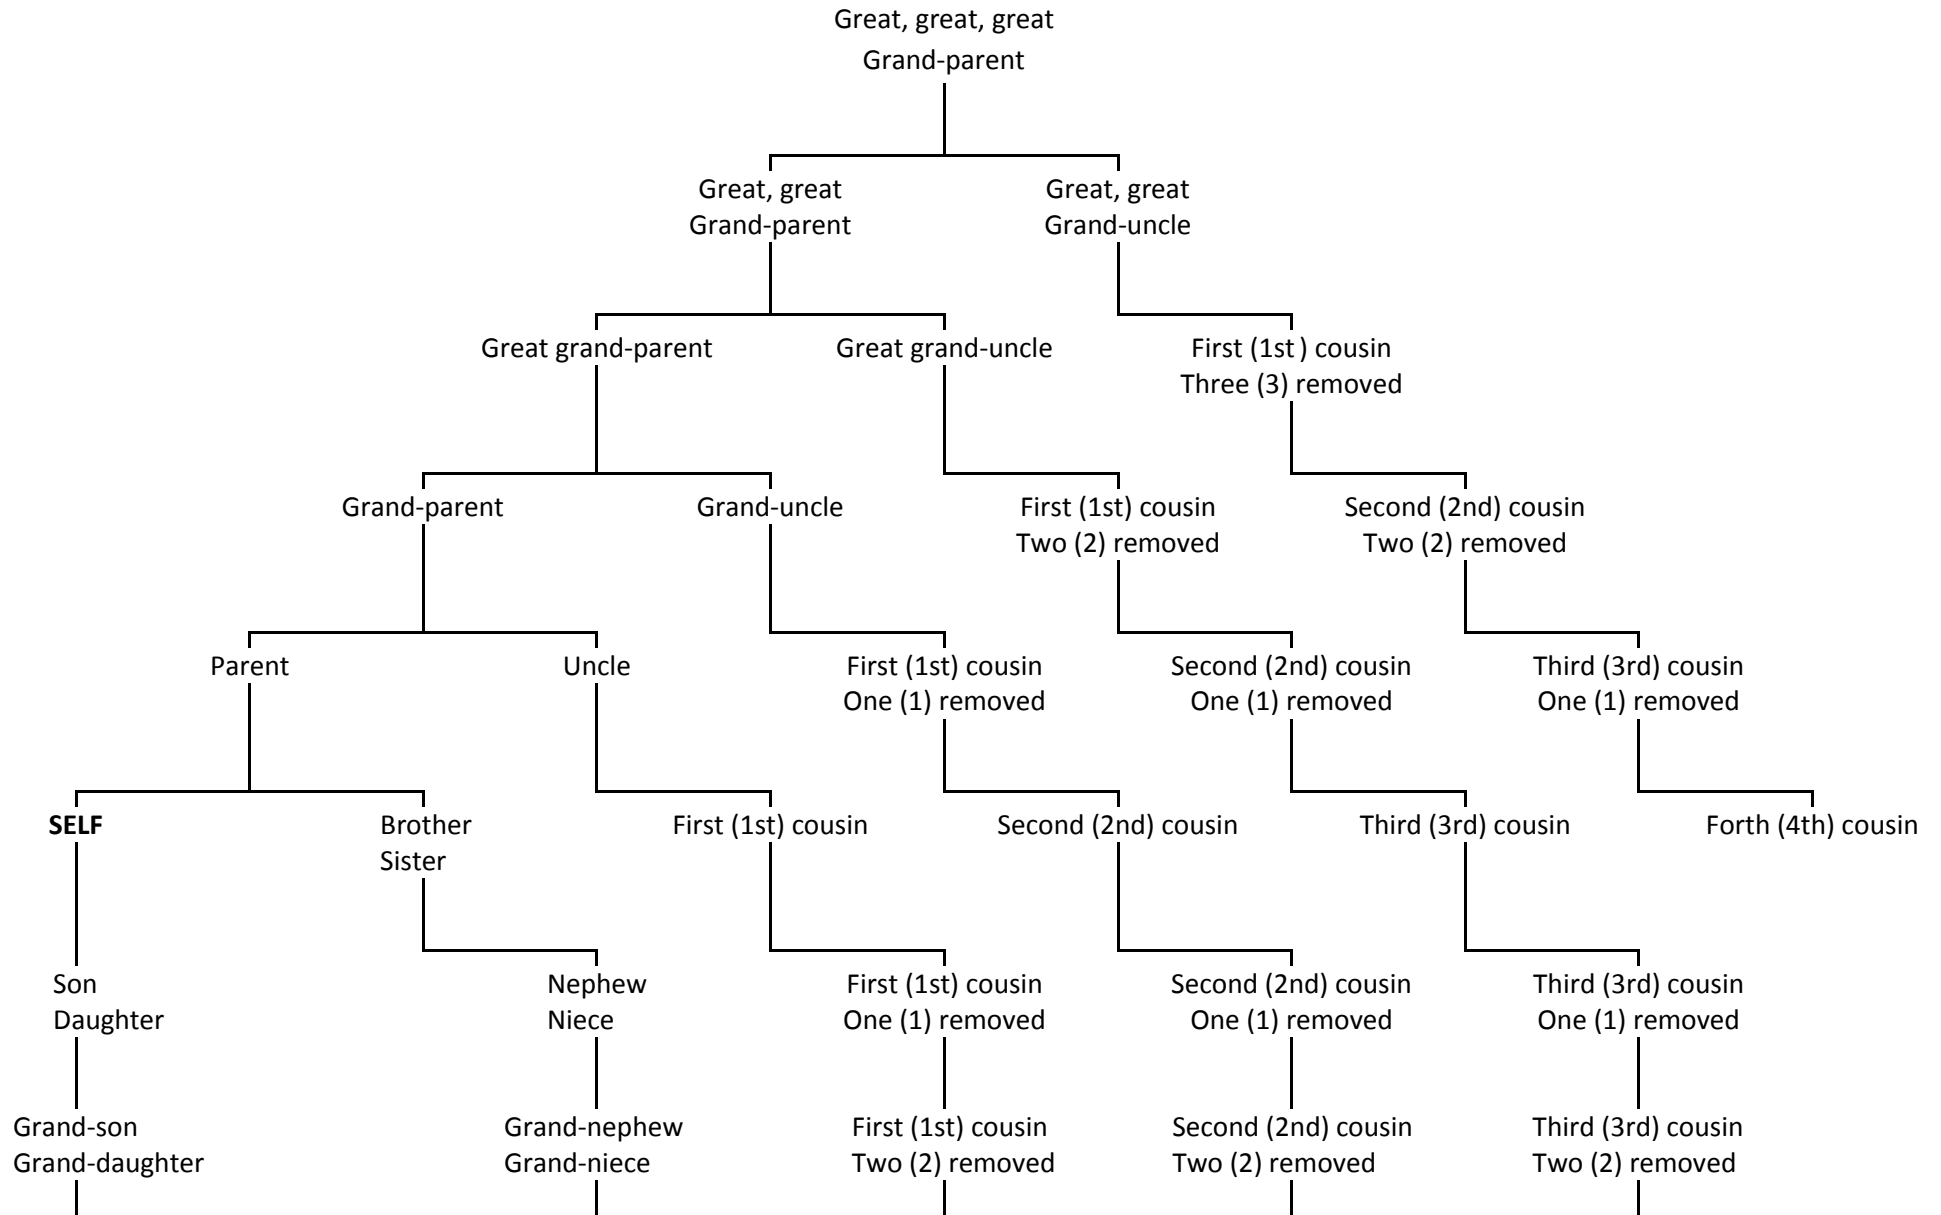 Great, great, great
Grand-parent
Great, great
Grand-parent
Great, great
Grand-uncle
Great grand-parent
Great grand-uncle
First (1st ) cousin
Three (3) removed
Grand-parent
Grand-uncle
First (1st) cousin
Two (2) removed
Second (2nd) cousin
Two (2) removed
Parent
Uncle
First (1st) cousin
One (1) removed
Second (2nd) cousin
One (1) removed
Third (3rd) cousin
One (1) removed
SELF
Brother
Sister
First (1st) cousin
Second (2nd) cousin
Third (3rd) cousin
Forth (4th) cousin
Son
Daughter
Nephew
Niece
First (1st) cousin
One (1) removed
Second (2nd) cousin
One (1) removed
Third (3rd) cousin
One (1) removed
Grand-son
Grand-daughter
Grand-nephew
Grand-niece
First (1st) cousin
Two (2) removed
Second (2nd) cousin
Two (2) removed
Third (3rd) cousin
Two (2) removed